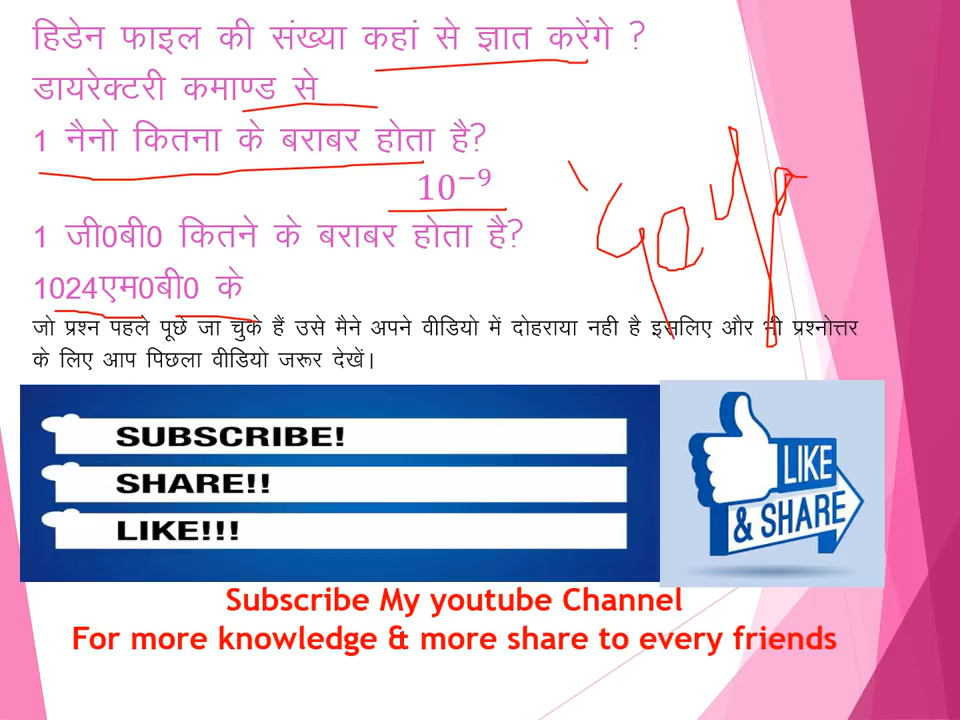 हिडेन फाइल की संख्या कहां से ज्ञात करेंगे ?
डायरेक्टरी कमाण्ड से
1 नैनो कितना के बराबर होता है?
10⁻⁹
1 जी0बी0 कितने के बराबर होता है?
1024एम0बी0 के
जो प्रश्न पहले पूछे जा चुके हैं उसे मैने अपने वीडियो में दोहराया नही है इसलिए और भी प्रश्नोत्तर
के लिए आप पिछला वीडियो जरूर देखें।
SUBSCRIBE!
SHARE!!
LIKE!!!
LIKE
& SHARE
Subscribe My youtube Channel
For more knowledge & more share to every friends